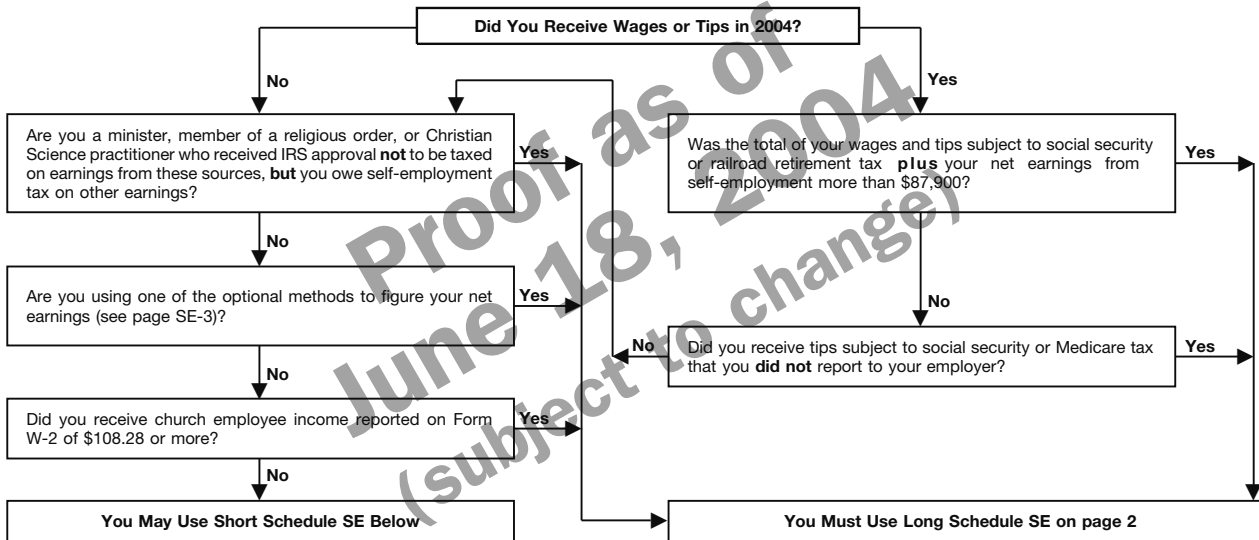 Did You Receive Wages or Tips in 2004?
No
Yes
Are you a minister, member of a religious order, or Christian
Science practitioner who received IRS approval not to be taxed
on earnings from these sources, but you owe self-employment
tax on other earnings?
Yes
Was the total of your wages and tips subject to social security
or railroad retirement tax plus your net earnings from
self-employment more than $87,900?
Yes
No
Are you using one of the optional methods to figure your net
earnings (see page SE-3)?
Yes
No
No
Did you receive tips subject to social security or Medicare tax
that you did not report to your employer?
Yes
No
Did you receive church employee income reported on Form
W-2 of $108.28 or more?
Yes
No
You May Use Short Schedule SE Below
You Must Use Long Schedule SE on page 2
Proof as of
June 18, 2004
(subject to change)